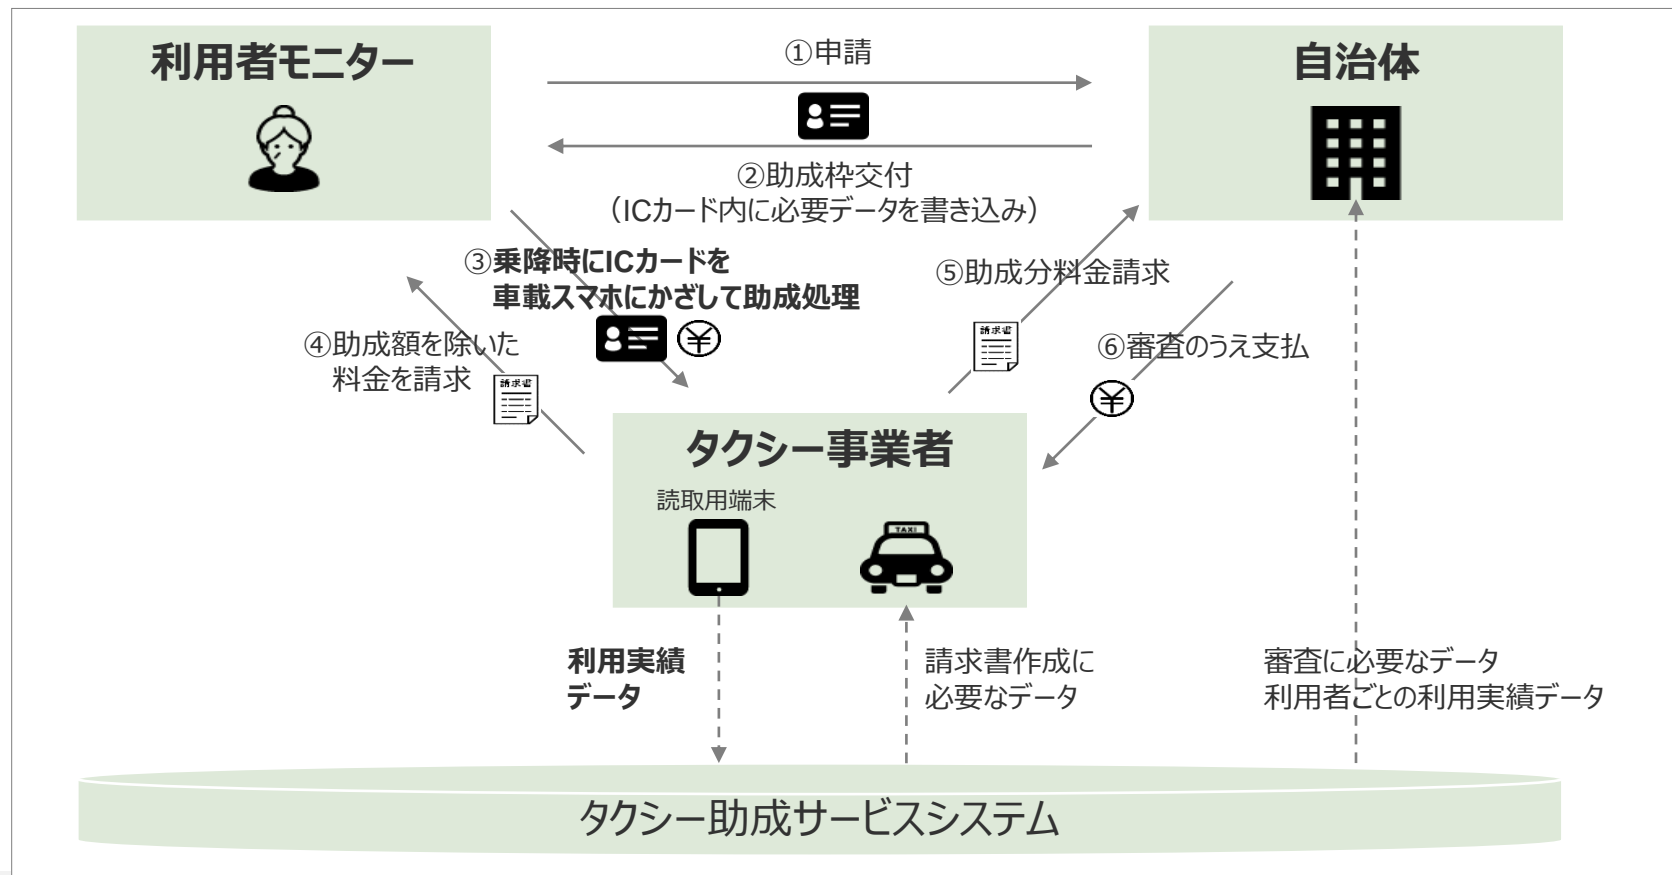 利用者モニター
①申請
自治体
②助成枠交付
（ICカード内に必要データを書き込み）
③乗降時にICカードを
車載スマホにかざして助成処理
④助成額を除いた
料金を請求
請求書
⑤助成分料金請求
請求書
⑥審査のうえ支払
タクシー事業者
読取用端末
TAXI
利用実績
データ
請求書作成に
必要なデータ
審査に必要なデータ
利用者ごとの利用実績データ
タクシー助成サービスシステム